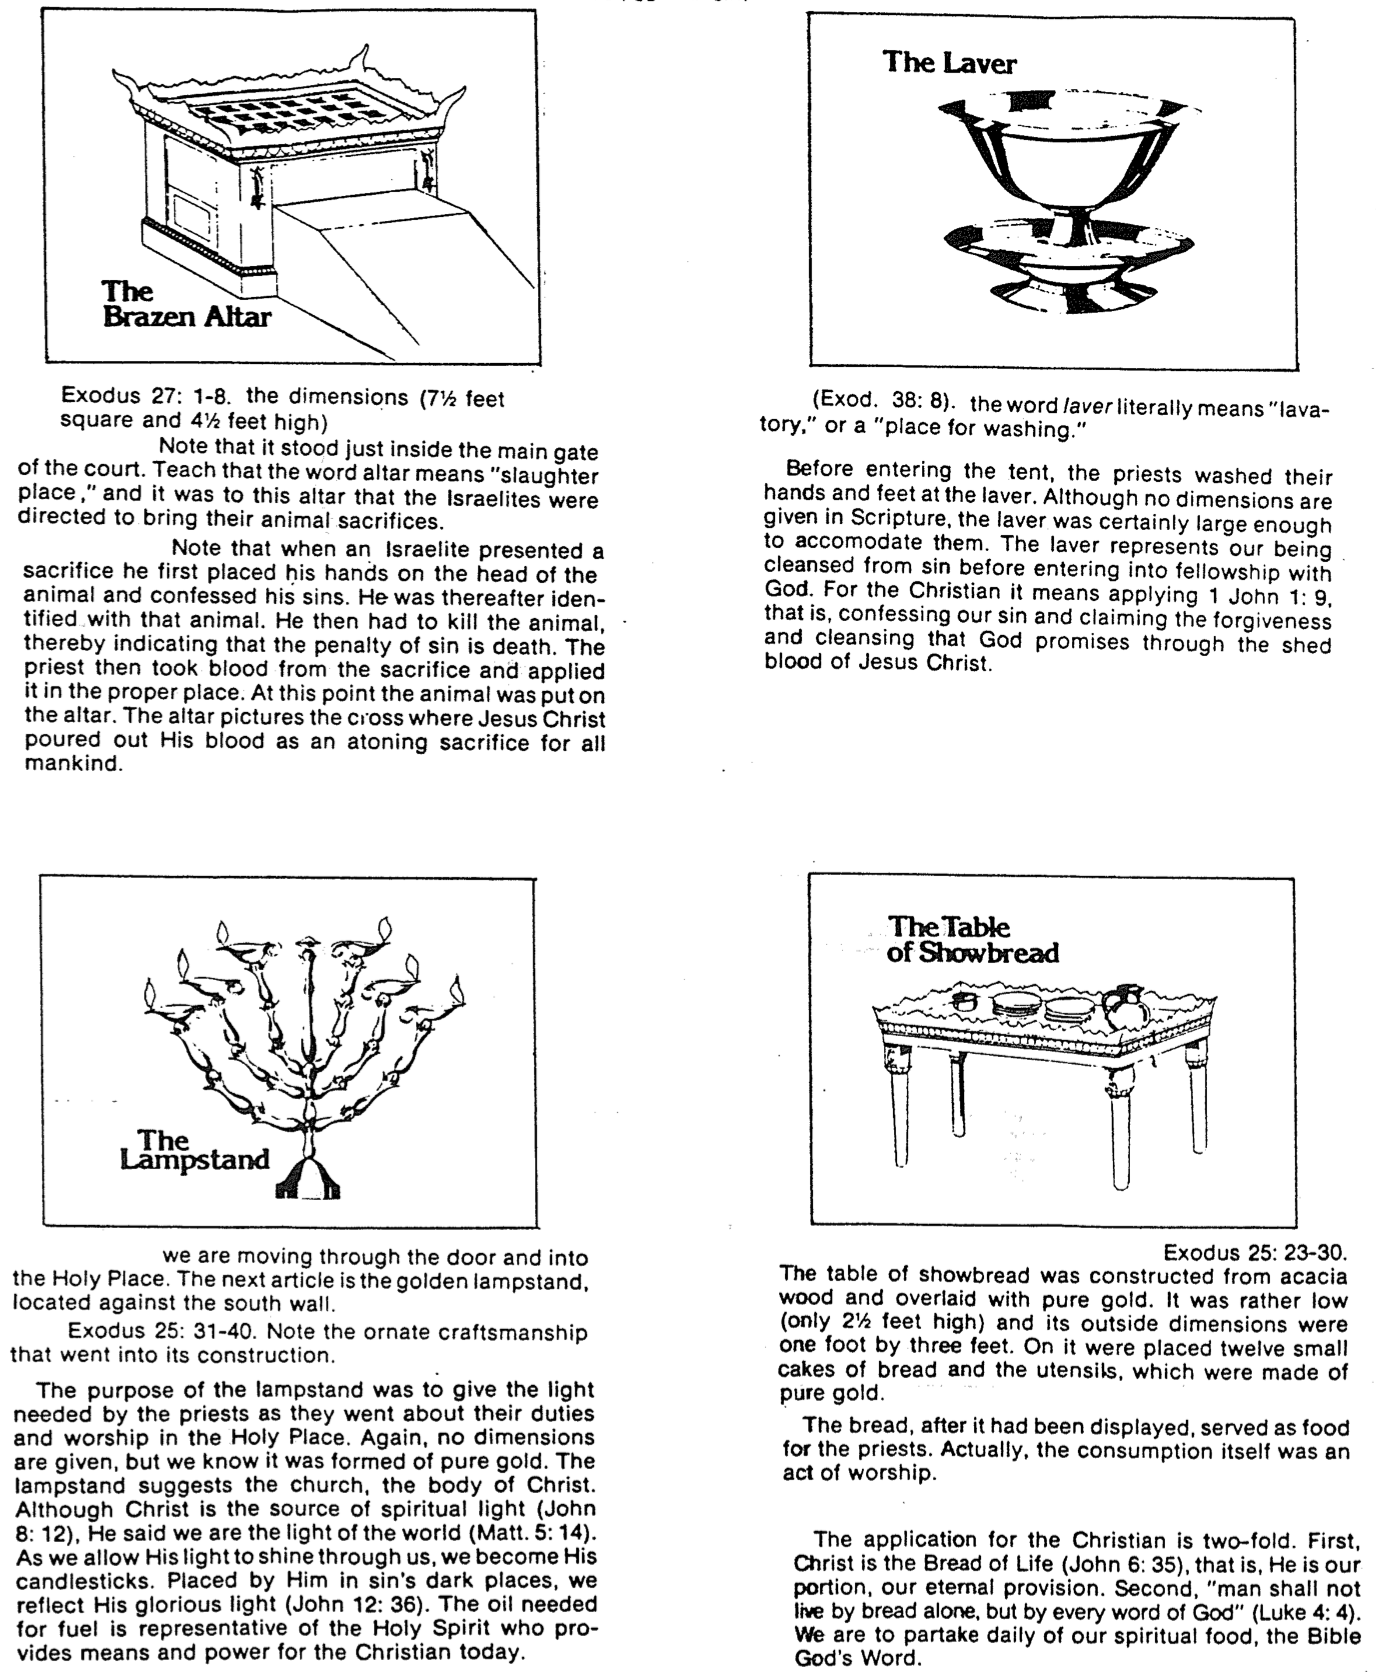 The
Brazen Altar
Exodus 27: 1-8. the dimensions (7½ feet
square and 4½ feet high)
Note that it stood just inside the main gate
of the court. Teach that the word altar means "slaughter
place," and it was to this altar that the Israelites were
directed to bring their animal sacrifices.
Note that when an Israelite presented a
sacrifice he first placed his hands on the head of the
animal and confessed his sins. He was thereafter iden-
tified with that animal. He then had to kill the animal,
thereby indicating that the penalty of sin is death. The
priest then took blood from the sacrifice and applied
it in the proper place. At this point the animal was put on
the altar. The altar pictures the cross where Jesus Christ
poured out His blood as an atoning sacrifice for all
mankind.
The Laver
(Exod. 38: 8). the word laver literally means "lava-
tory," or a "place for washing."
Before entering the tent, the priests washed their
hands and feet at the laver. Although no dimensions are
given in Scripture, the laver was certainly large enough
to accomodate them. The laver represents our being
cleansed from sin before entering into fellowship with
God. For the Christian it means applying 1 John 1: 9,
that is, confessing our sin and claiming the forgiveness
and cleansing that God promises through the shed
blood of Jesus Christ.
The
Lampstand
we are moving through the door and into
the Holy Place. The next article is the golden lampstand,
located against the south wall.
Exodus 25: 31-40. Note the ornate craftsmanship
that went into its construction.
The purpose of the lampstand was to give the light
needed by the priests as they went about their duties
and worship in the Holy Place. Again, no dimensions
are given, but we know it was formed of pure gold. The
lampstand suggests the church, the body of Christ.
Although Christ is the source of spiritual light (John
8: 12), He said we are the light of the world (Matt. 5: 14).
As we allow His light to shine through us, we become His
candlesticks. Placed by Him in sin's dark places, we
reflect His glorious light (John 12: 36). The oil needed
for fuel is representative of the Holy Spirit who pro-
vides means and power for the Christian today.
The Table
of Showbread
Exodus 25: 23-30.
The table of showbread was constructed from acacia
wood and overlaid with pure gold. It was rather low
(only 2½ feet high) and its outside dimensions were
one foot by three feet. On it were placed twelve small
cakes of bread and the utensils, which were made of
pure gold.
The bread, after it had been displayed, served as food
for the priests. Actually, the consumption itself was an
act of worship.
The application for the Christian is two-fold. First,
Christ is the Bread of Life (John 6: 35), that is, He is our
portion, our eternal provision. Second, "man shall not
live by bread alone, but by every word of God" (Luke 4: 4).
We are to partake daily of our spiritual food, the Bible
God's Word.